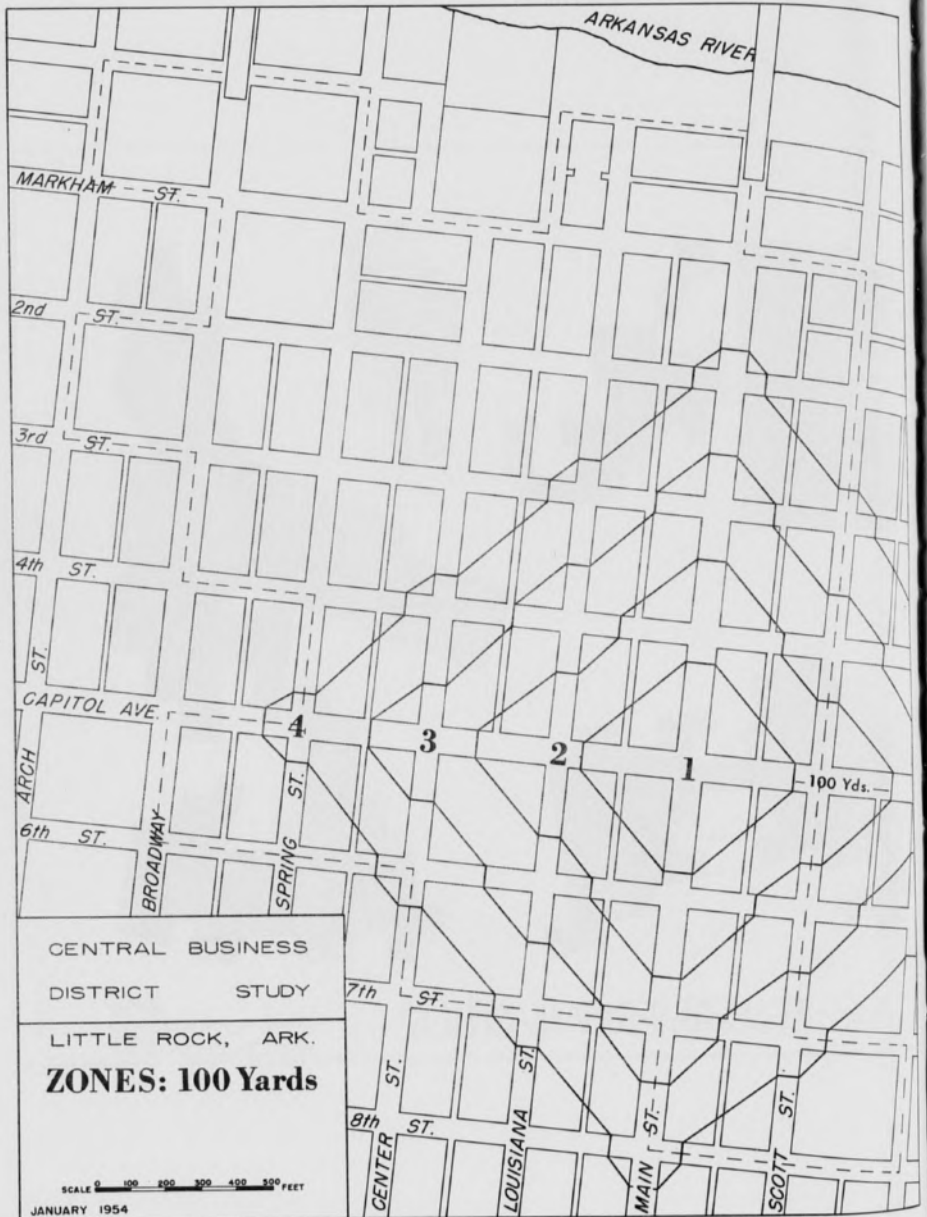 ARKANSAS RIVER
MARKHAM ST.
2nd ST.
3rd ST.
4th ST.
ST.
CAPITOL AVE.
4
3
2
1
100 Yds.
ARCH
6th ST.
BROADWAY
SPRING
ST.
7th ST.
CENTER
ST.
LOUISIANA
ST.
MAIN
ST.
SCOTT
ST.
8th ST.
CENTRAL BUSINESS
DISTRICT STUDY
LITTLE ROCK, ARK.
ZONES: 100 Yards
SCALE 0 100 200 300 400 500 FEET
JANUARY 1954